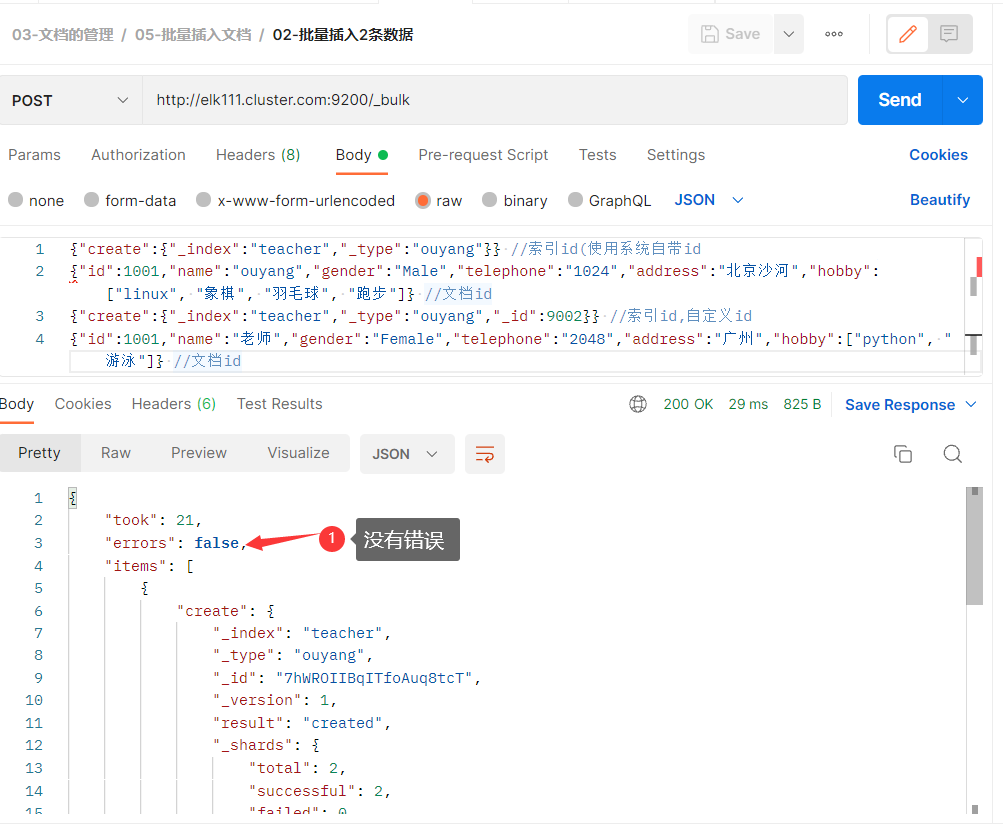 03-文档的管理 / 05-批量插入文档 / 02-批量插入2条数据
Save
POST
http://elk111.cluster.com:9200/_bulk
Send
Params Authorization Headers (8) Body Pre-request Script Tests Settings Cookies
none form-data x-www-form-urlencoded raw binary GraphQL JSON Beautify
1 {"create":{"_index":"teacher","_type":"ouyang"}} //索引id(使用系统自带id
2 {"id":1001,"name":"ouyang","gender":"Male","telephone":"1024","address":"北京沙河","hobby":
["linux", "象棋", "羽毛球", "跑步"]} //文档id
3 {"create":{"_index":"teacher","_type":"ouyang","_id":9002}} //索引id,自定义id
4 {"id":1001,"name":"老师","gender":"Female","telephone":"2048","address":"广州","hobby":["python", "
游泳"]} //文档id
Body Cookies Headers (6) Test Results 200 OK 29 ms 825 B Save Response
Pretty Raw Preview Visualize JSON
1 {
2 "took": 21,
3 "errors": false,
1 没有错误
4 "items": [
5 {
6 "create": {
7 "_index": "teacher",
8 "_type": "ouyang",
9 "_id": "7hWROIIBqITfoAuq8tcT",
10 "_version": 1,
11 "result": "created",
12 "_shards": {
13 "total": 2,
14 "successful": 2,
15 "failed": 0